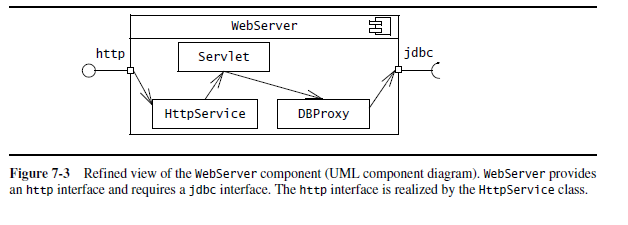 WebServer
http
jdbc
Servlet
HttpService
DBProxy
Figure 7-3 Refined view of the WebServer component (UML component diagram). WebServer provides
an http interface and requires a jdbc interface. The http interface is realized by the HttpService class.